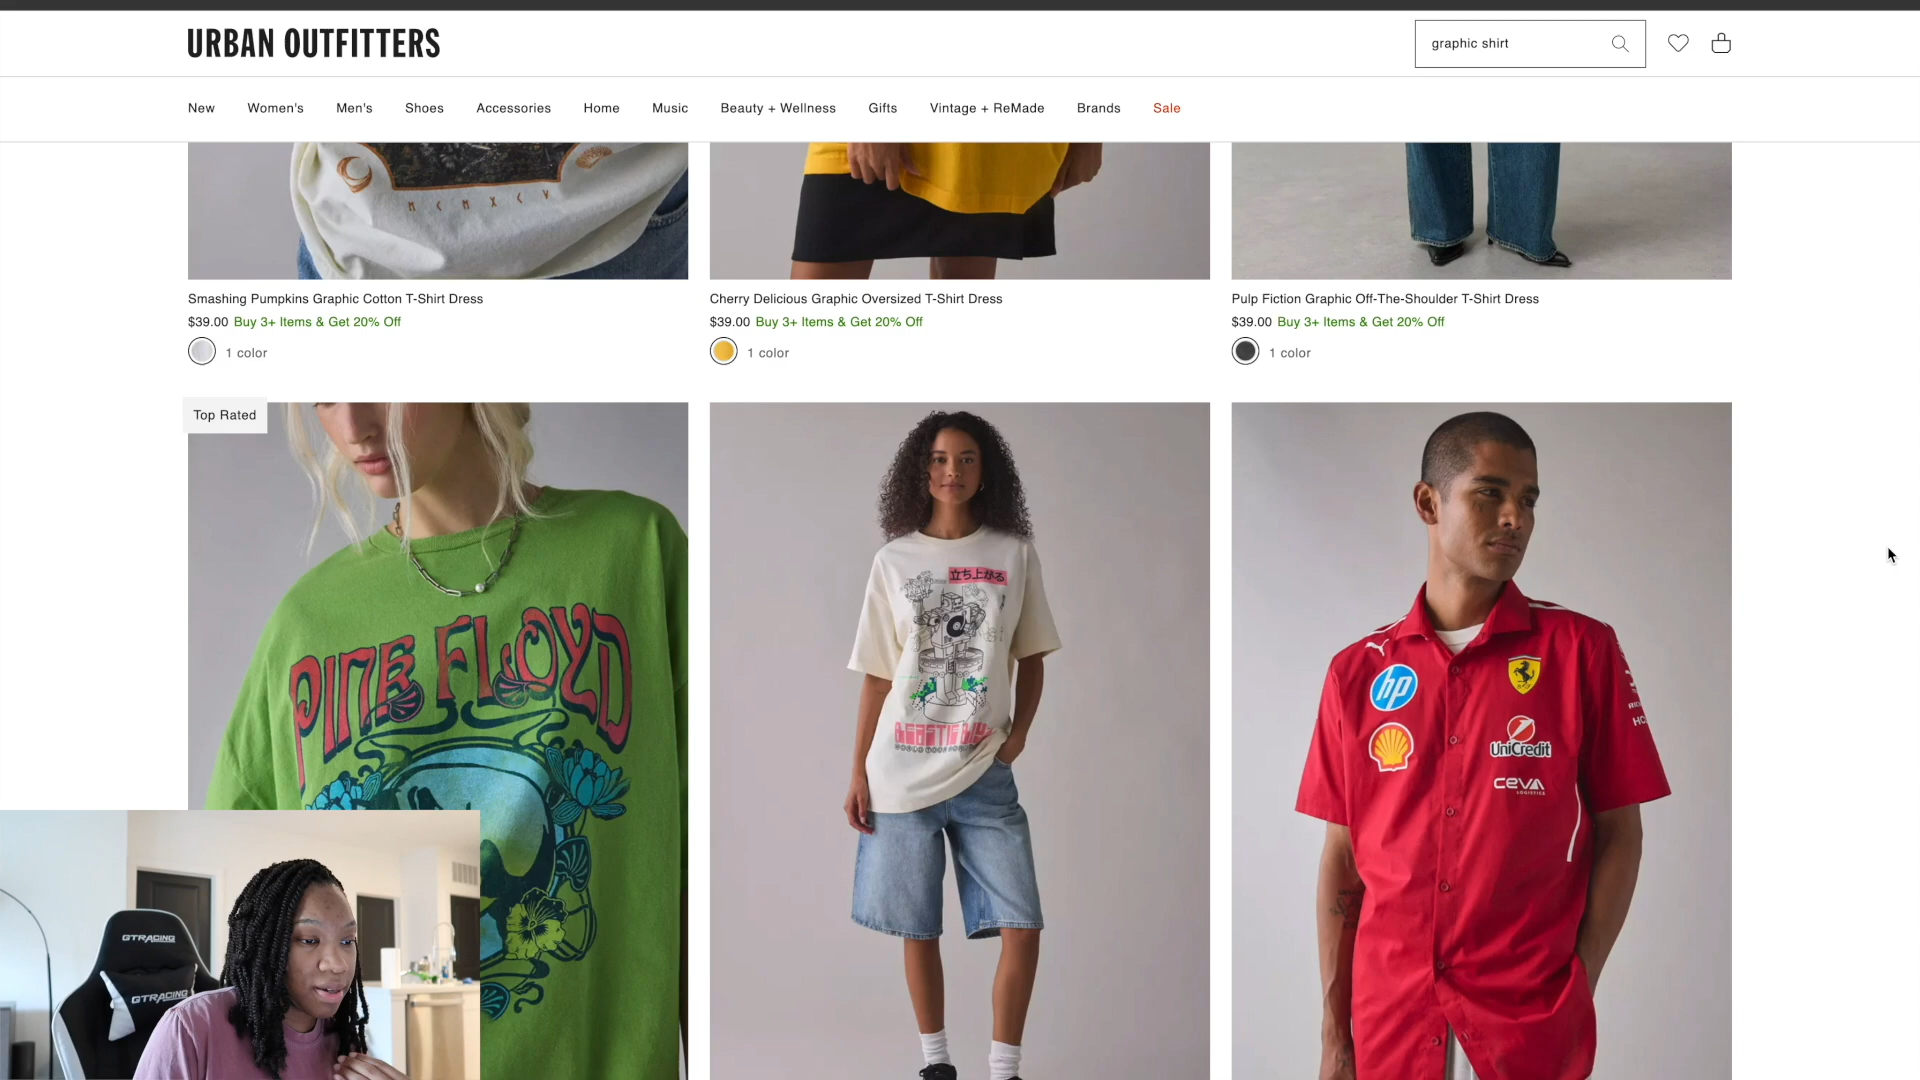 URBAN OUTFITTERS
graphic shirt
New Women's Men's Shoes Accessories Home Music Beauty + Wellness Gifts Vintage + ReMade Brands Sale
MCMXCV
Smashing Pumpkins Graphic Cotton T-Shirt Dress
$39.00 Buy 3+ Items & Get 20% Off
1 color
Cherry Delicious Graphic Oversized T-Shirt Dress
$39.00 Buy 3+ Items & Get 20% Off
1 color
Pulp Fiction Graphic Off-The-Shoulder T-Shirt Dress
$39.00 Buy 3+ Items & Get 20% Off
1 color
Top Rated
PINK FLOYD
立ち上がる
BEASTIE BOYS
hp
UniCredit
CEVA
LOGISTICS
GTRACING
GTRACING